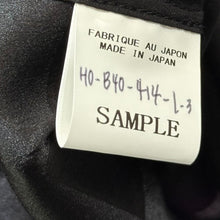 FABRIQUE AU JAPON
MADE IN JAPAN
HO-B40-414-1-3
SAMPLE